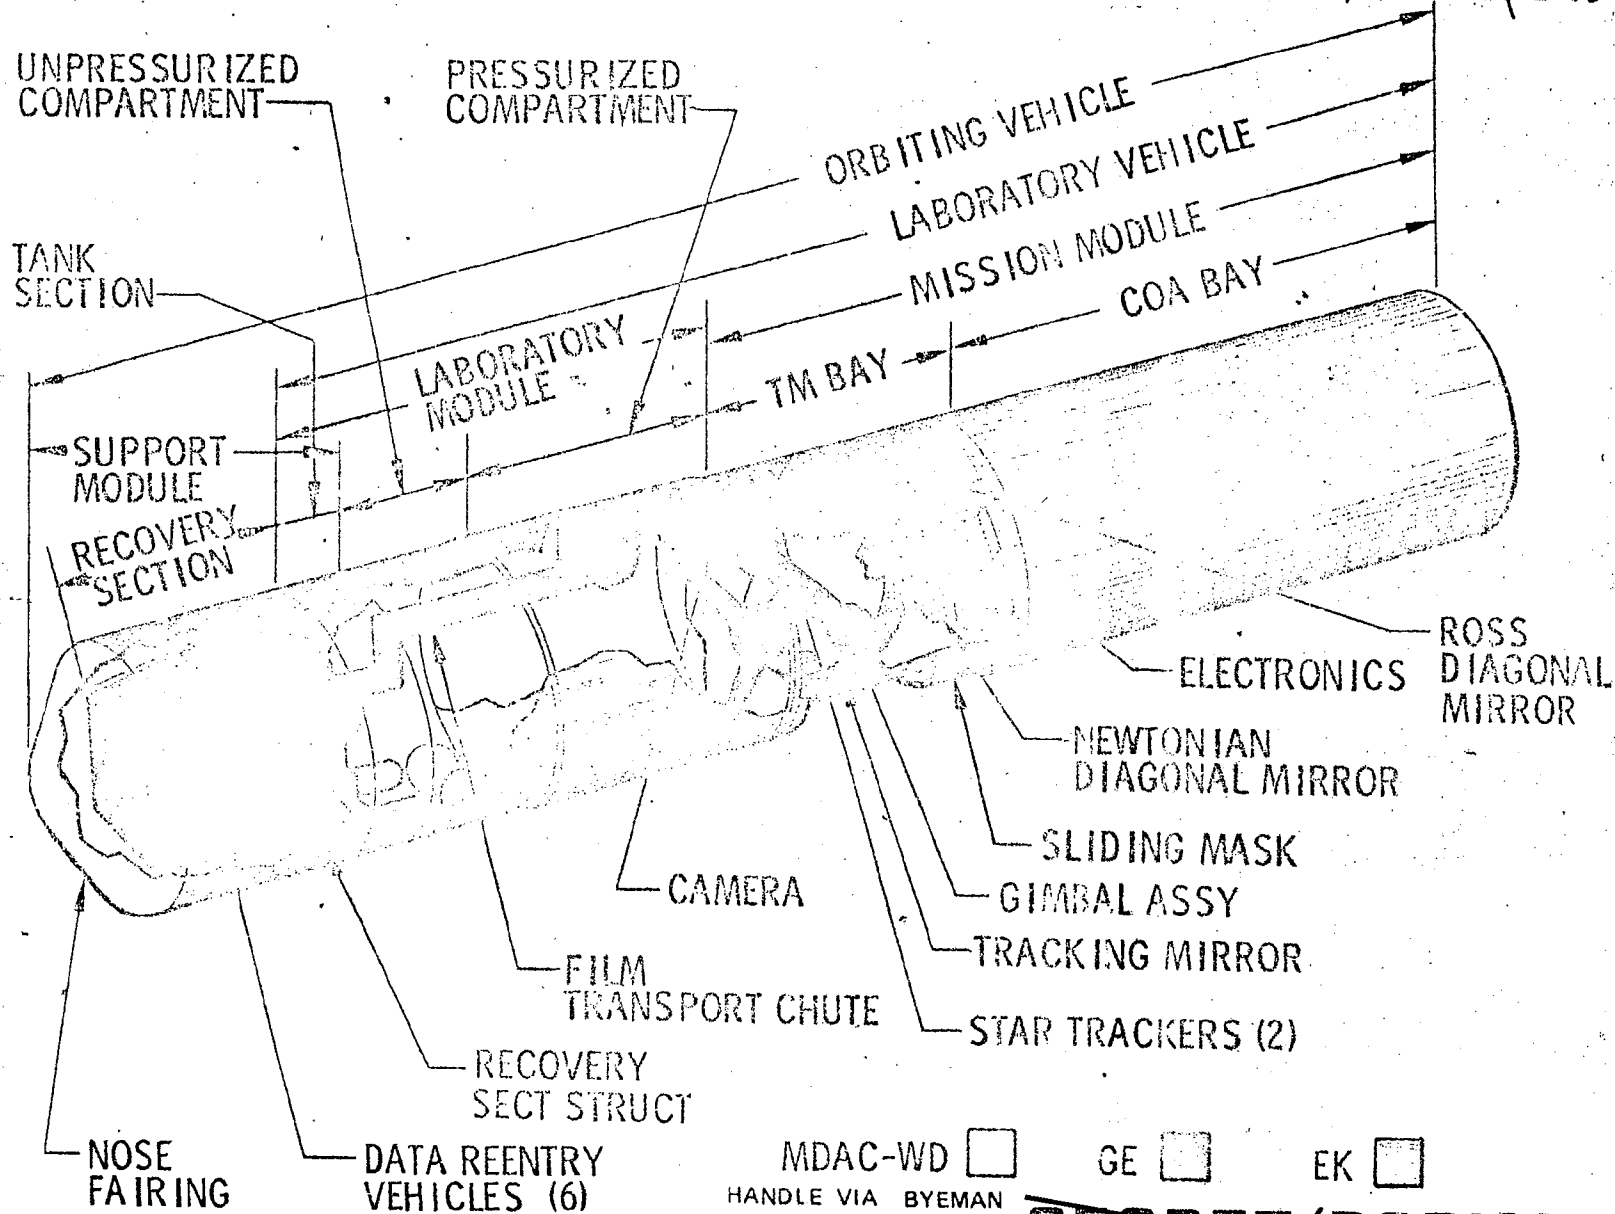 UNPRESSURIZED
COMPARTMENT
PRESSURIZED
COMPARTMENT
ORBITING VEHICLE
LABORATORY VEHICLE
MISSION MODULE
COA BAY
TANK
SECTION
LABORATORY
MODULE
TM BAY
SUPPORT
MODULE
RECOVERY
SECTION
ROSS
DIAGONAL
MIRROR
ELECTRONICS
NEWTONIAN
DIAGONAL MIRROR
SLIDING MASK
CAMERA
GIMBAL ASSY
TRACKING MIRROR
FILM
TRANSPORT CHUTE
STAR TRACKERS (2)
RECOVERY
SECT STRUCT
NOSE
FAIRING
DATA REENTRY
VEHICLES (6)
MDAC-WD
GE
EK
HANDLE VIA BYEMAN